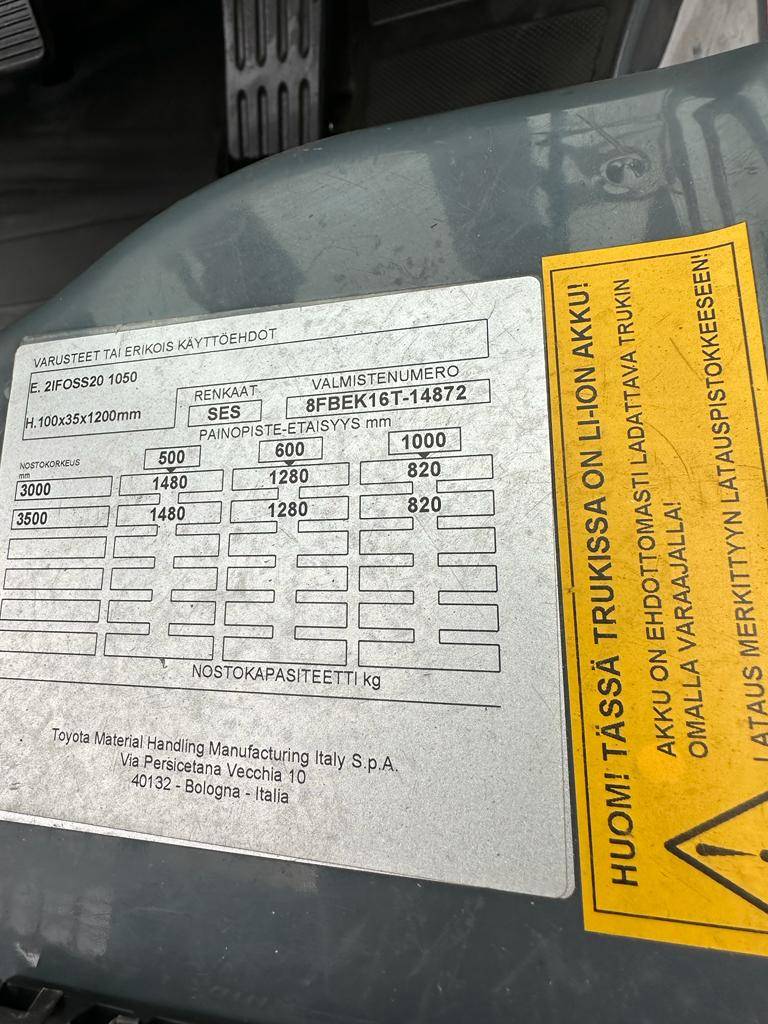 VARUSTEET TAI ERIKOIS KÄYTTÖEHDOT
E. 2IFOSS20 1050
H.100x35x1200mm
RENKAAT
SES
VALMISTENUMERO
8FBEK16T-14872
PAINOPISTE-ETAISYYS mm
NOSTOKORKEUS
mm
500 600 1000
3000 1480 1280 820
3500 1480 1280 820
NOSTOKAPASITEETTI kg
Toyota Material Handling Manufacturing Italy S.p.A.
Via Persicetana Vecchia 10
40132 - Bologna - Italia
HUOM! TÄSSÄ TRUKISSA ON LI-ION AKKU!
AKKU ON EHDOTTOMASTI LADATTAVA TRUKIN
OMALLA VARAAJALLA!
LATAUS MERKITTYYN LATAUSPISTOKKEESEEN!